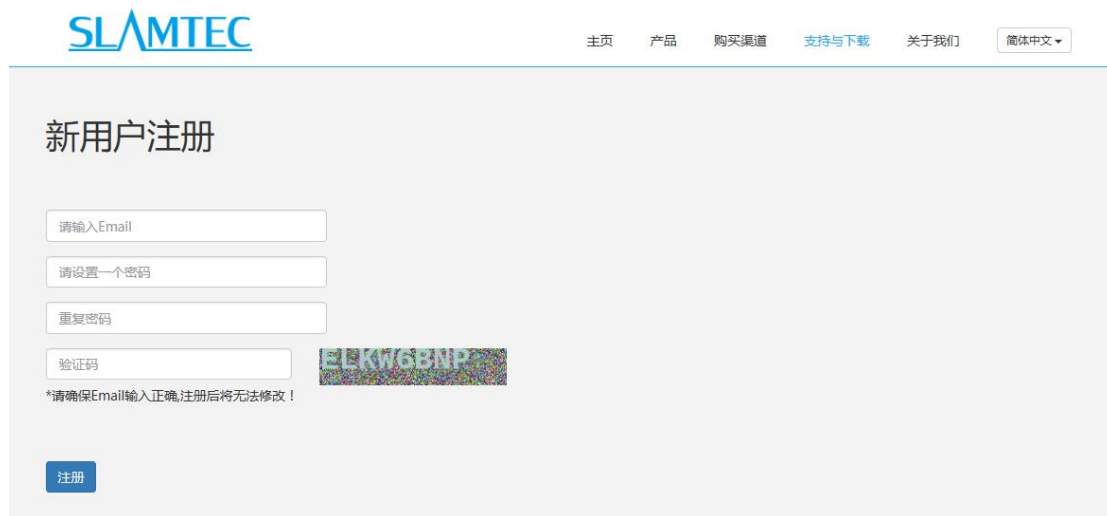 SLAMTEC
主页 产品 购买渠道 支持与下载 关于我们 简体中文
新用户注册
请输入Email
请设置一个密码
重复密码
验证码 ELKW6BNP
*请确保Email输入正确,注册后将无法修改！
注册